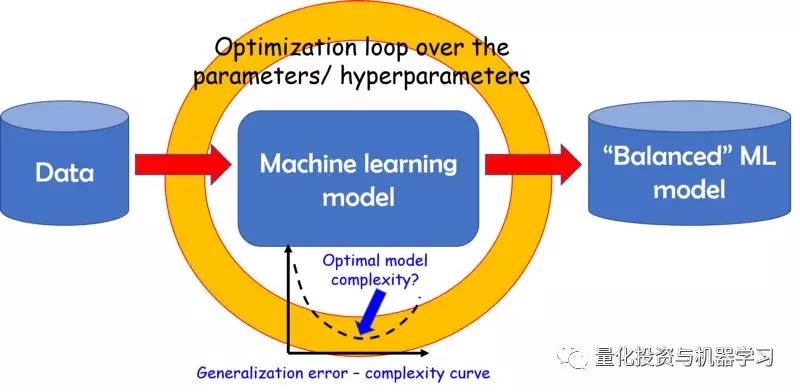 Optimization loop over the
parameters/ hyperparameters
Data
Machine learning
model
“Balanced” ML
model
Optimal model
complexity?
Generalization error – complexity curve
量化投资与机器学习